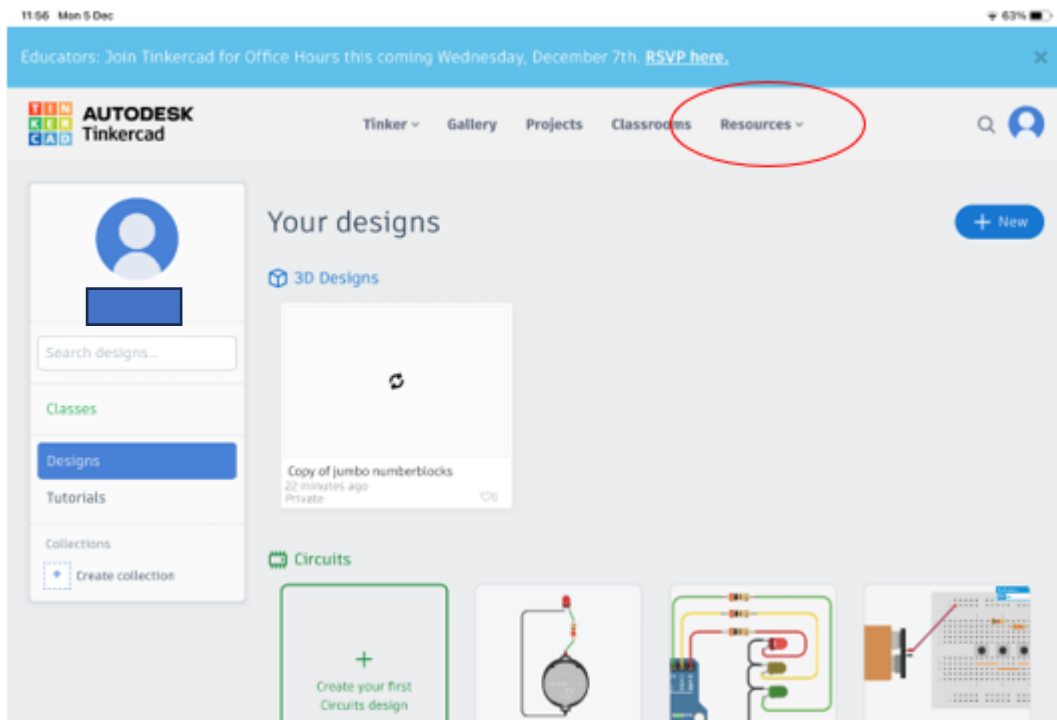 11:56 Mon 5 Dec
63%
Educators: Join Tinkercad for Office Hours this coming Wednesday, December 7th. RSVP here.
TIN
KER
CAD
AUTODESK
Tinkercad
Tinker Gallery Projects Classrooms Resources
Your designs
+ New
3D Designs
Search designs...
Classes
Designs
Tutorials
Collections
Create collection
Copy of jumbo numberblocks
22 minutes ago
Private
0
Circuits
Create your first
Circuits design